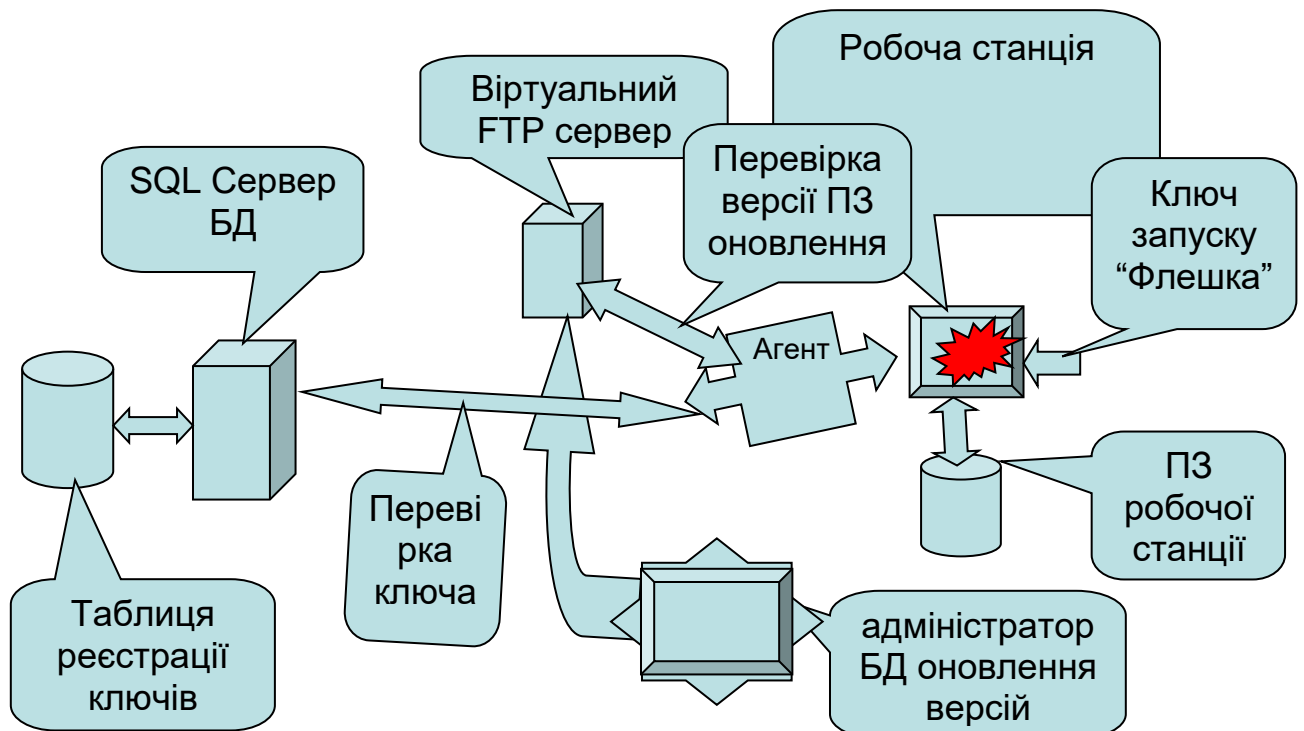 Робоча станція
Віртуальний
FTP сервер
Перевірка
версії ПЗ
оновлення
SQL Сервер
БД
Ключ
запуску
“Флешка”
Агент
ПЗ
робочої
станції
Переві
рка
ключа
Таблиця
реєстрації
ключів
адміністратор
БД оновлення
версій